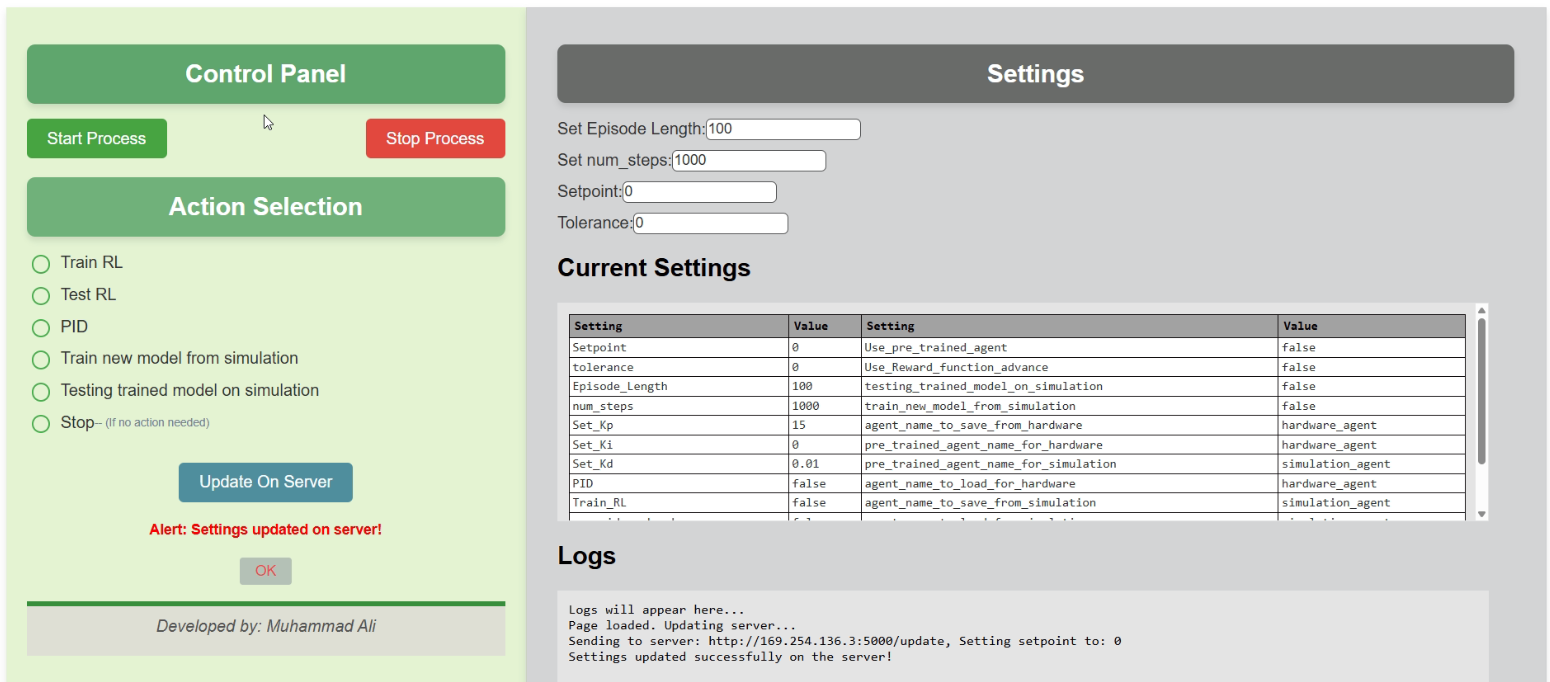 Control Panel
Start Process
Stop Process
Action Selection
Train RL
Test RL
PID
Train new model from simulation
Testing trained model on simulation
Stop-- (If no action needed)
Update On Server
Alert: Settings updated on server!
OK
Developed by: Muhammad Ali
Settings
Set Episode Length: 100
Set num_steps: 1000
Setpoint: 0
Tolerance: 0
Current Settings
Setting Value Setting Value
Setpoint 0 Use_pre_trained_agent false
tolerance 0 Use_Reward_function_advance false
Episode_Length 100 testing_trained_model_on_simulation false
num_steps 1000 train_new_model_from_simulation false
Set_Kp 15 agent_name_to_save_from_hardware hardware_agent
Set_Ki 0 pre_trained_agent_name_for_hardware hardware_agent
Set_Kd 0.01 pre_trained_agent_name_for_simulation simulation_agent
PID false agent_name_to_load_for_hardware hardware_agent
Train_RL false agent_name_to_save_from_simulation simulation_agent
Logs
Logs will appear here...
Page loaded. Updating server...
Sending to server: http://169.254.136.3:5000/update, Setting setpoint to: 0
Settings updated successfully on the server!